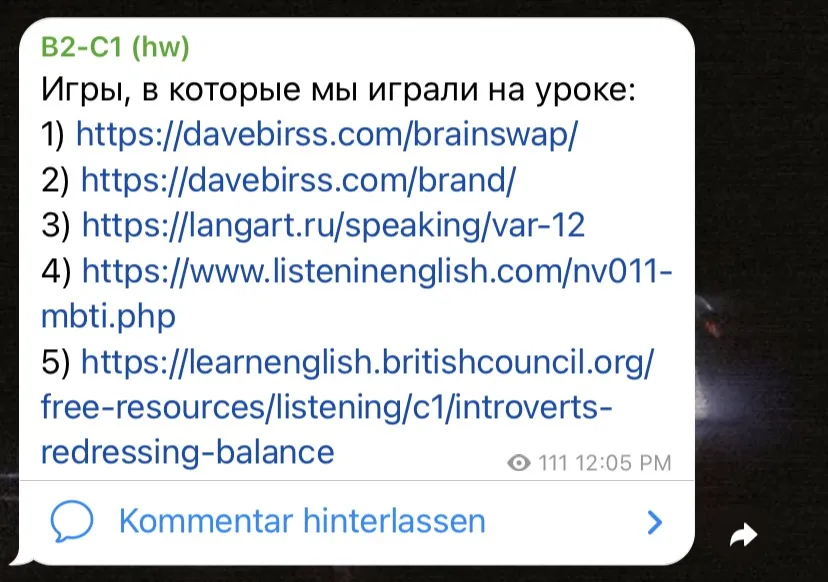 B2-C1 (hw)
Игры, в которые мы играли на уроке:
1) https://davebirss.com/brainswap/
2) https://davebirss.com/brand/
3) https://langart.ru/speaking/var-12
4) https://www.listeninenglish.com/nv011-
mbti.php
5) https://learnenglish.britishcouncil.org/
free-resources/listening/c1/introverts-
redressing-balance
111 12:05 PM
Kommentar hinterlassen